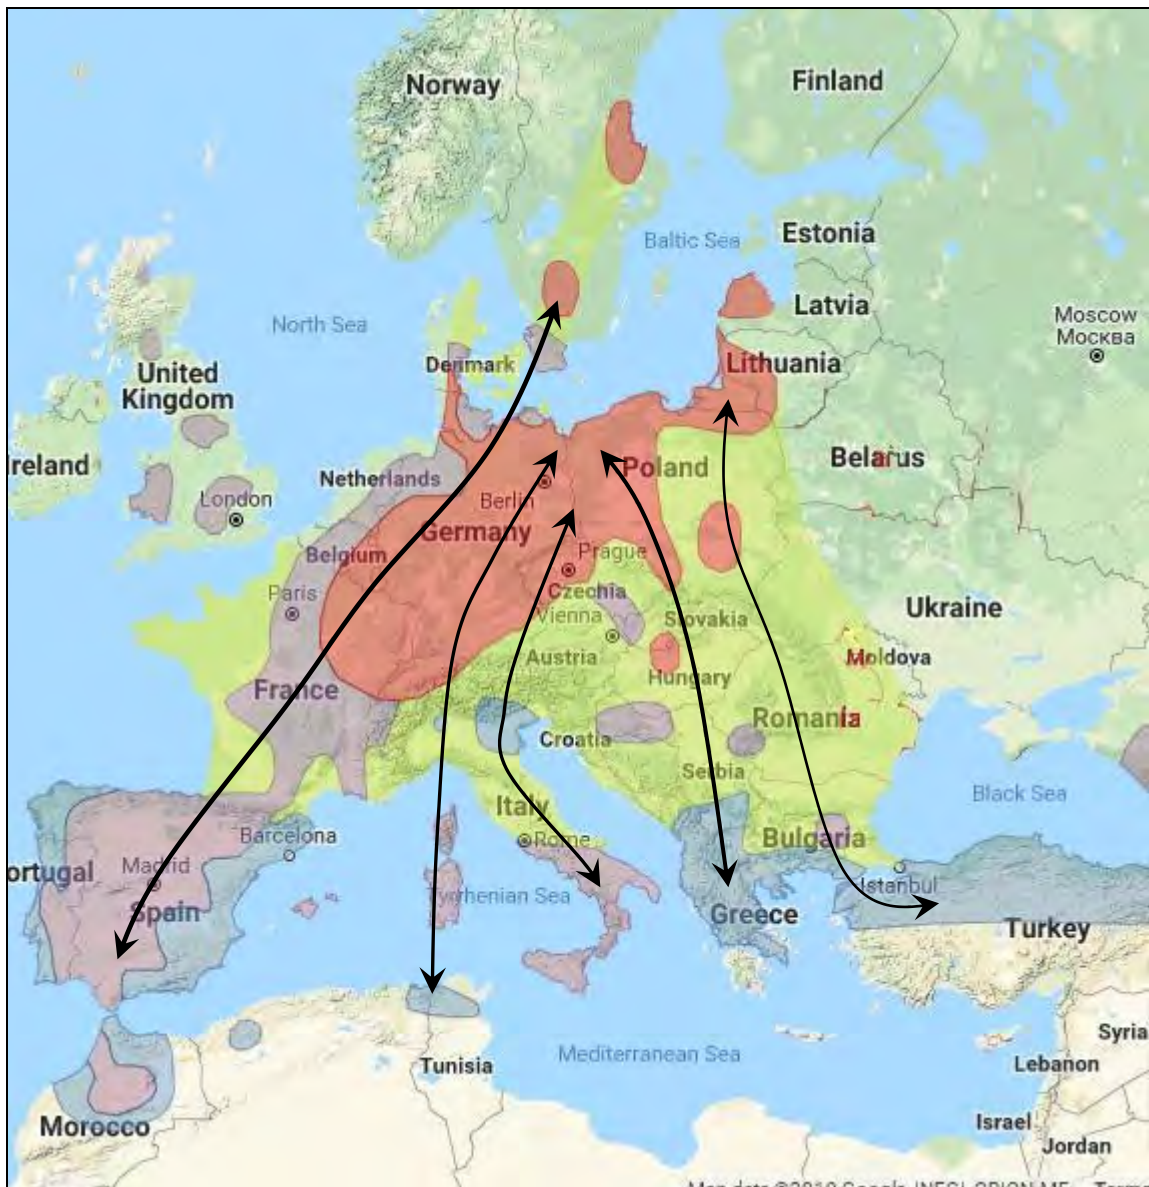 Norway
Finland
Baltic Sea
Estonia
Latvia
Moscow
Москва
North Sea
Denmark
Lithuania
United
Kingdom
Ireland
Netherlands
Belarus
Poland
London
Berlin
Germany
Belgium
Prague
Paris
Czechia
Vienna
Slovakia
Ukraine
Austria
Moldova
Hungary
France
Romania
Croatia
Serbia
Black Sea
Italy
Barcelona
Rome
Bulgaria
Madrid
ortugal
Istanbul
Tyrrhenian Sea
Spain
Greece
Turkey
Syria
Mediterranean Sea
Tunisia
Lebanon
Morocco
Israel
Jordan